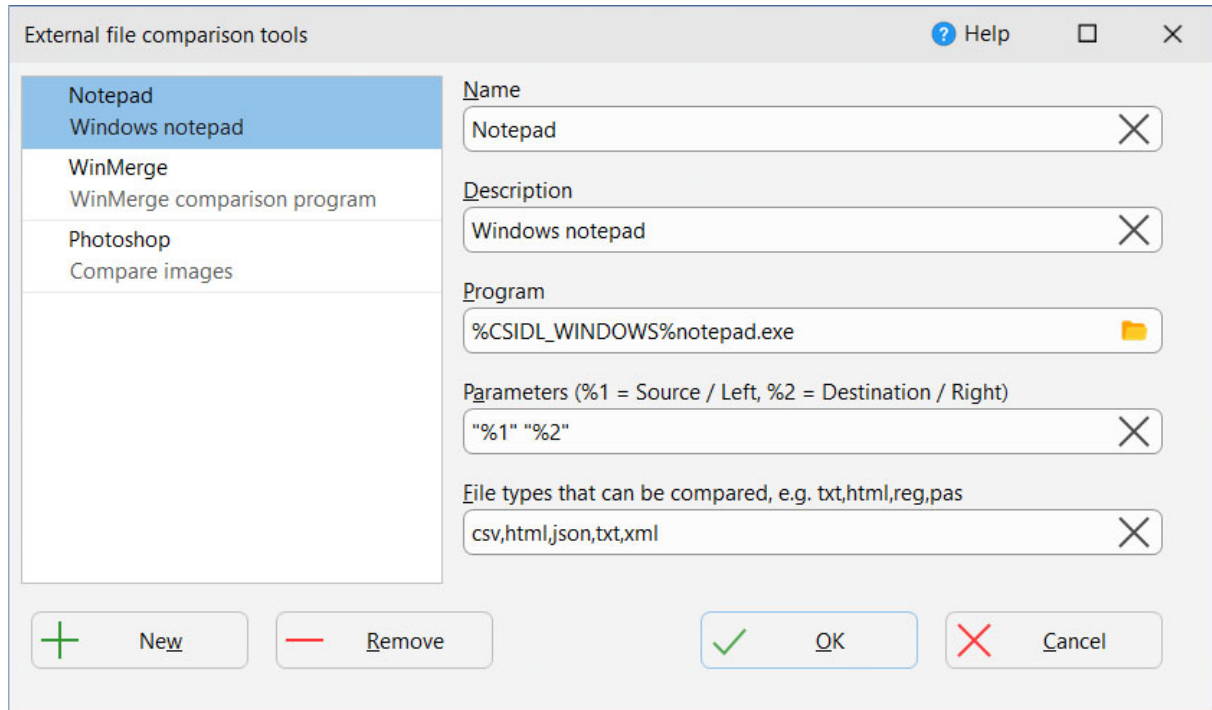 External file comparison tools
Help
Notepad
Windows notepad
WinMerge
WinMerge comparison program
Photoshop
Compare images
Name
Notepad
Description
Windows notepad
Program
%CSIDL_WINDOWS%notepad.exe
Parameters (%1 = Source / Left, %2 = Destination / Right)
"%1" "%2"
File types that can be compared, e.g. txt,html,reg,pas
csv,html,json,txt,xml
New
Remove
OK
Cancel